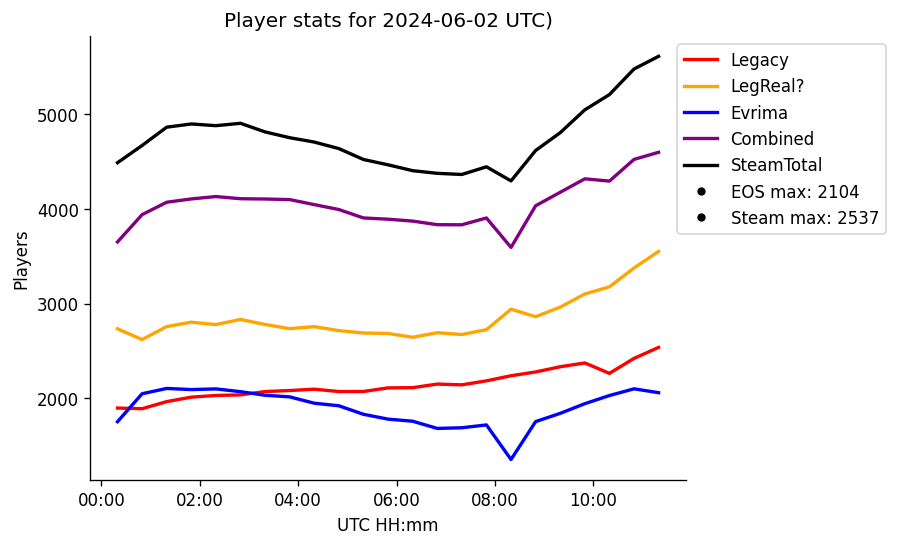 Player stats for 2024-06-02 UTC)
Legacy
LegReal?
Evrima
Combined
SteamTotal
EOS max: 2104
Steam max: 2537
Players
5000
4000
3000
2000
00:00 02:00 04:00 06:00 08:00 10:00
UTC HH:mm